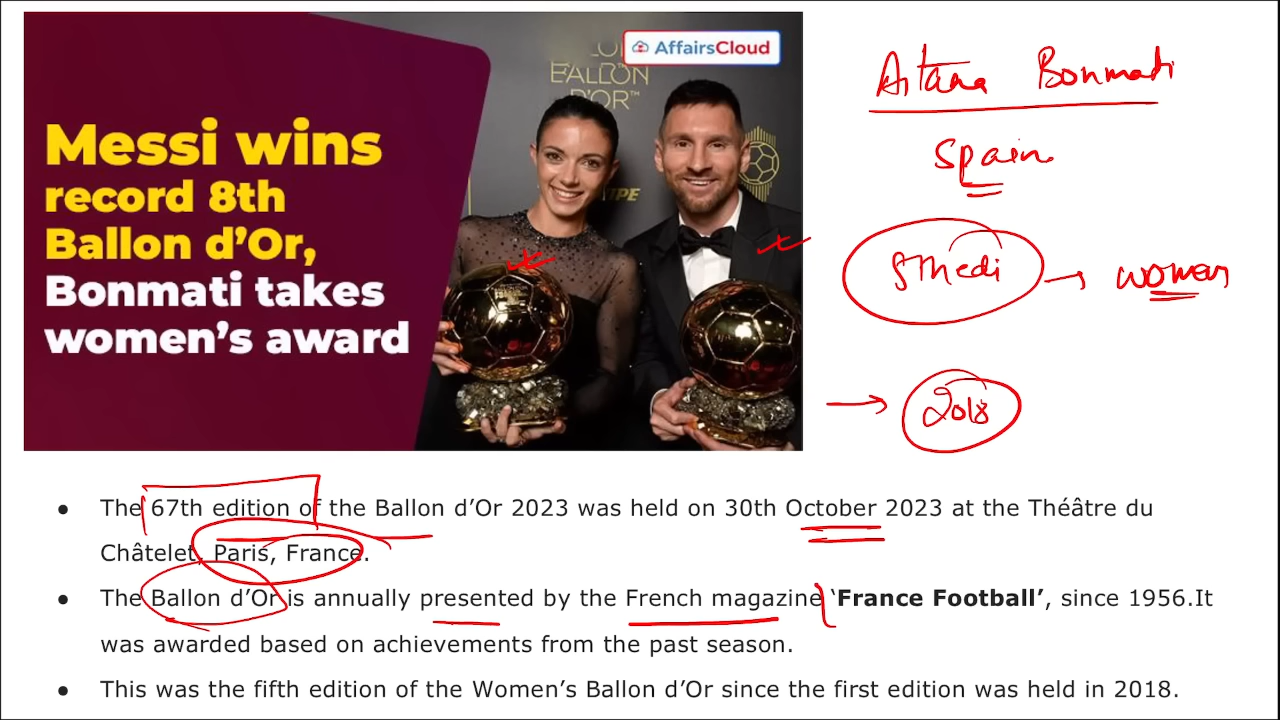 AffairsCloud
BALLON
D'OR™
Messi wins
record 8th
Ballon d'Or,
Bonmati takes
women's award
Aitana Bonmati
Spain
women
2018
● The 67th edition of the Ballon d'Or 2023 was held on 30th October 2023 at the Théâtre du
Châtelet, Paris, France.
● The Ballon d'Or is annually presented by the French magazine 'France Football', since 1956.It
was awarded based on achievements from the past season.
● This was the fifth edition of the Women's Ballon d'Or since the first edition was held in 2018.